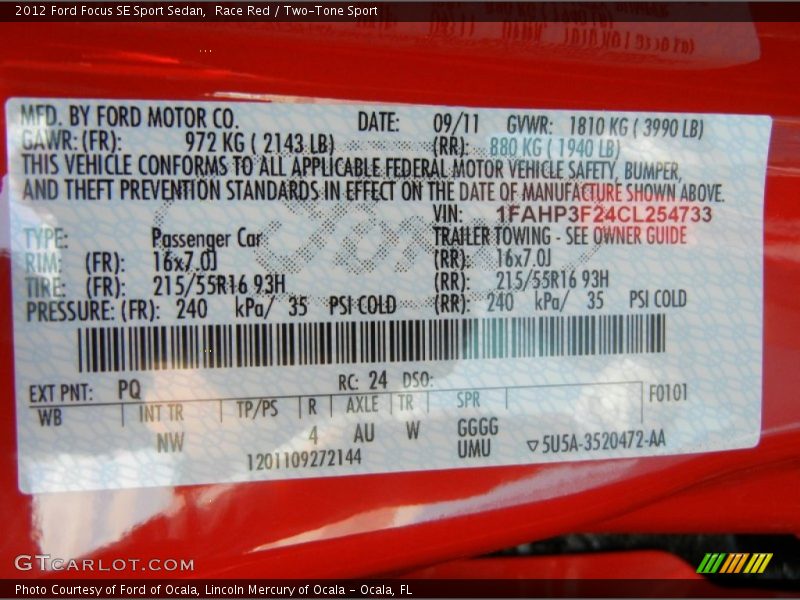 2012 Ford Focus SE Sport Sedan, Race Red / Two-Tone Sport
MFD. BY FORD MOTOR CO. DATE: 09/11 GVWR: 1810 KG ( 3990 LB)
GAWR: (FR): 972 KG ( 2143 LB) (RR): 880 KG ( 1940 LB)
THIS VEHICLE CONFORMS TO ALL APPLICABLE FEDERAL MOTOR VEHICLE SAFETY, BUMPER,
AND THEFT PREVENTION STANDARDS IN EFFECT ON THE DATE OF MANUFACTURE SHOWN ABOVE.
VIN: 1FAHP3F24CL254733
TYPE: Passenger Car TRAILER TOWING - SEE OWNER GUIDE
RIM: (FR): 16x7.0J (RR): 16x7.0J
TIRE: (FR): 215/55R16 93H (RR): 215/55R16 93H
PRESSURE: (FR): 240 kPa/ 35 PSI COLD (RR): 240 kPa/ 35 PSI COLD
EXT PNT: PQ RC: 24 DSO: F0101
WB INT TR TP/PS R AXLE TR SPR
NW 4 AU W GGGG
UMU ▽5U5A-3520472-AA
1201109272144
Ford
GTCARLOT.COM
Photo Courtesy of Ford of Ocala, Lincoln Mercury of Ocala - Ocala, FL